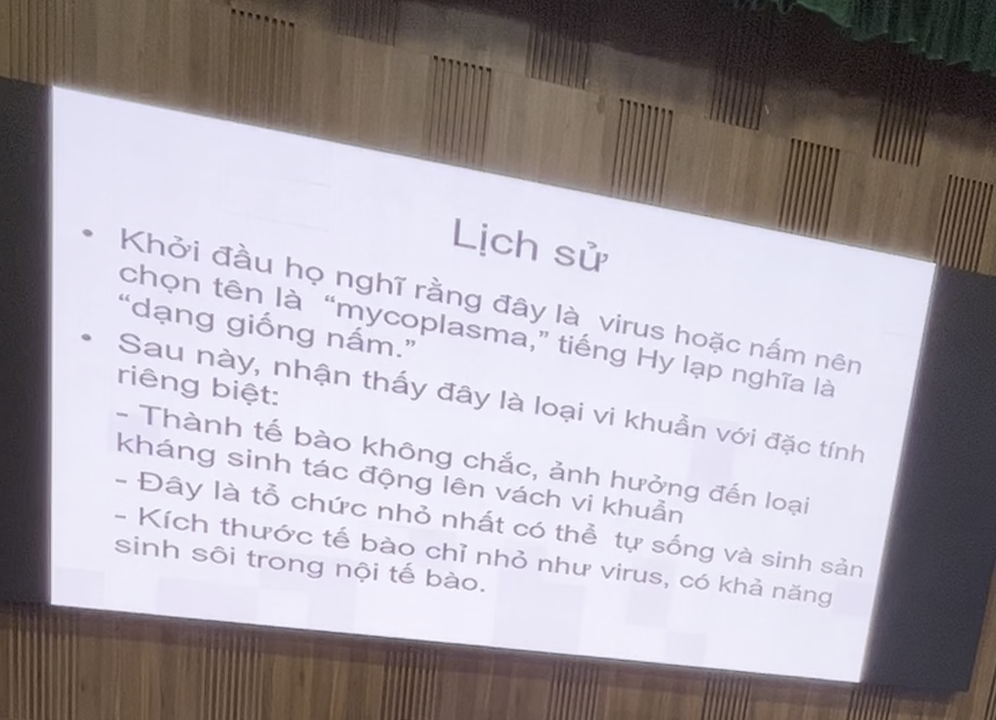 Lịch sử
• Khởi đầu họ nghĩ rằng đây là virus hoặc nấm nên
chọn tên là “mycoplasma,” tiếng Hy lạp nghĩa là
“dạng giống nấm.”
• Sau này, nhận thấy đây là loại vi khuẩn với đặc tính
riêng biệt:
- Thành tế bào không chắc, ảnh hưởng đến loại
kháng sinh tác động lên vách vi khuẩn
- Đây là tổ chức nhỏ nhất có thể tự sống và sinh sản
- Kích thước tế bào chỉ nhỏ như virus, có khả năng
sinh sôi trong nội tế bào.